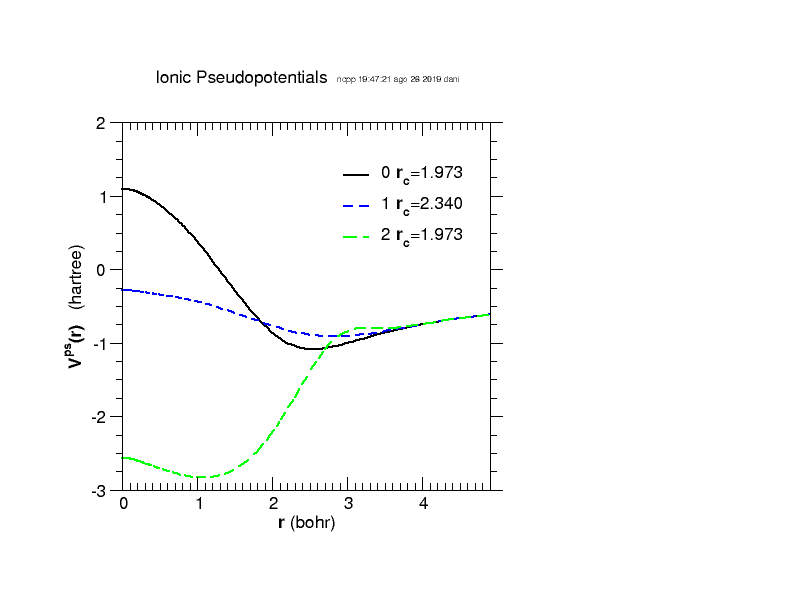 Ionic Pseudopotentials ncpp 19:47:21 ago 26 2019 dani
2
1
0
-1
-2
-3
0 1 2 3 4
V^ps(r) (hartree)
r (bohr)
0 r_c=1.973
1 r_c=2.340
2 r_c=1.973